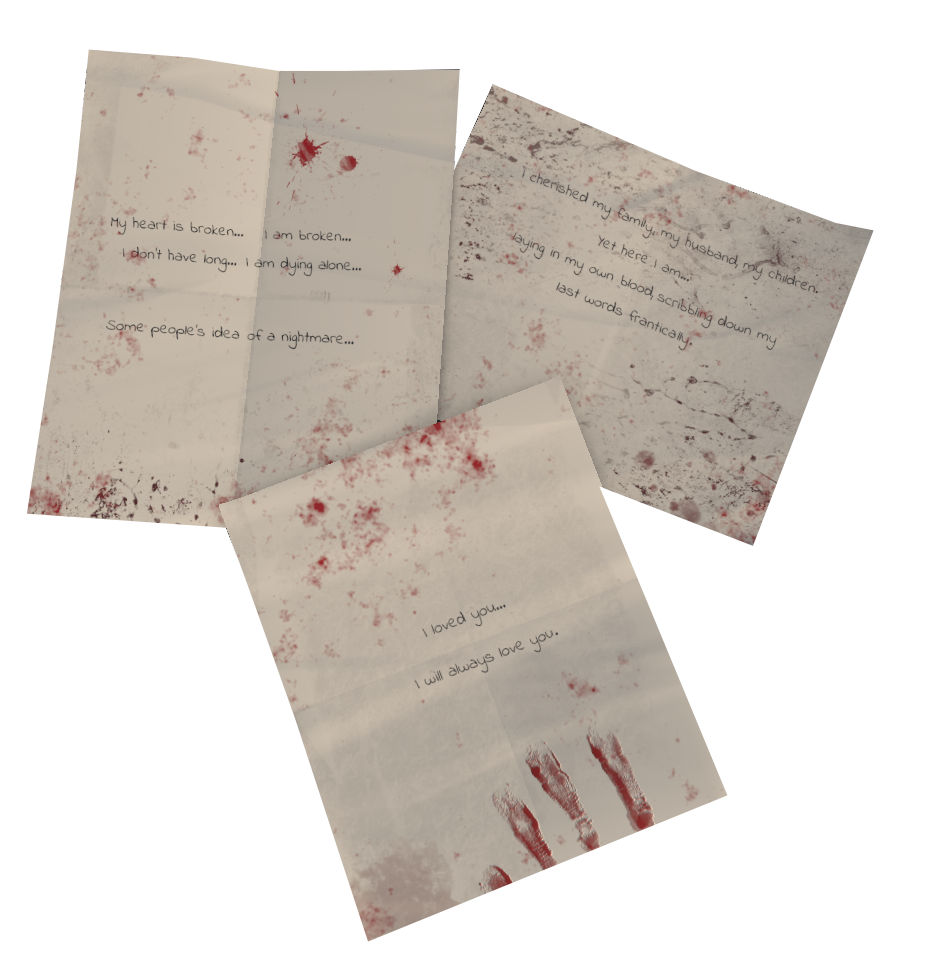 My heart is broken... I am broken...
I don't have long... I am dying alone...
Some people's idea of a nightmare...
I cherished my family, my husband, my children.
Yet here I am...
laying in my own blood, scribbling down my
last words frantically.
I loved you...
I will always love you.